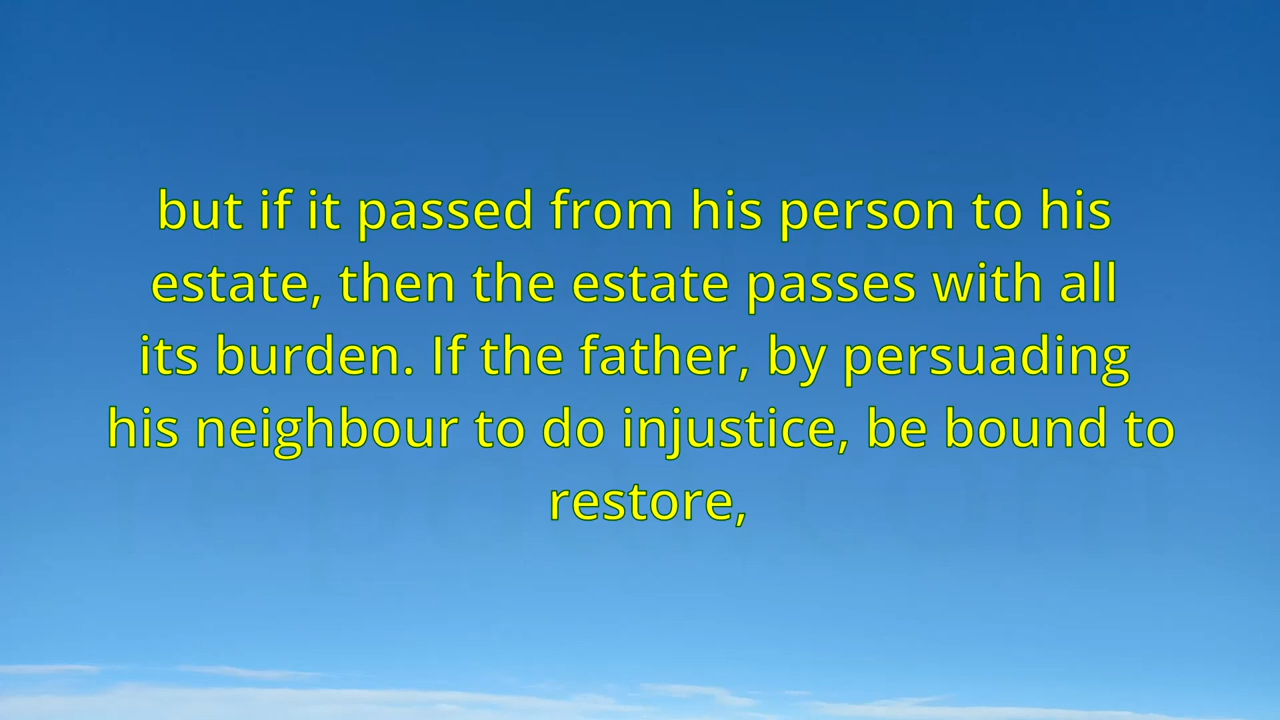 but if it passed from his person to his
estate, then the estate passes with all
its burden. If the father, by persuading
his neighbour to do injustice, be bound to
restore,